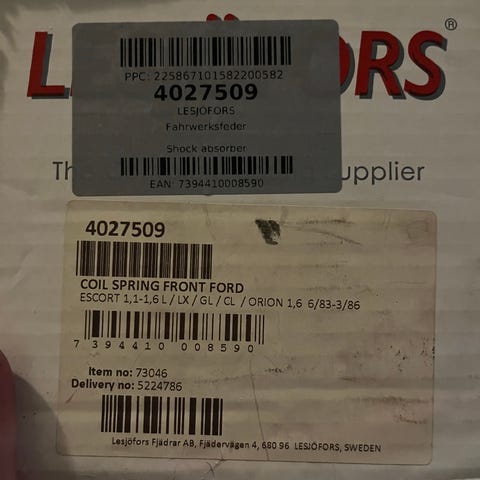 LESJÖFORS®
PPC: 225867101582200582
4027509
LESJÖFORS
Fahrwerksfeder
Shock absorber
EAN: 7394410008590
Th upplier
4027509
COIL SPRING FRONT FORD
ESCORT 1,1-1,6 L / LX / GL / CL / ORION 1,6 6/83-3/86
7 394410 008590
Item no: 73046
Delivery no: 5224786
Lesjöfors Fjädrar AB, Fjädervägen 4, 680 96 LESJÖFORS, SWEDEN